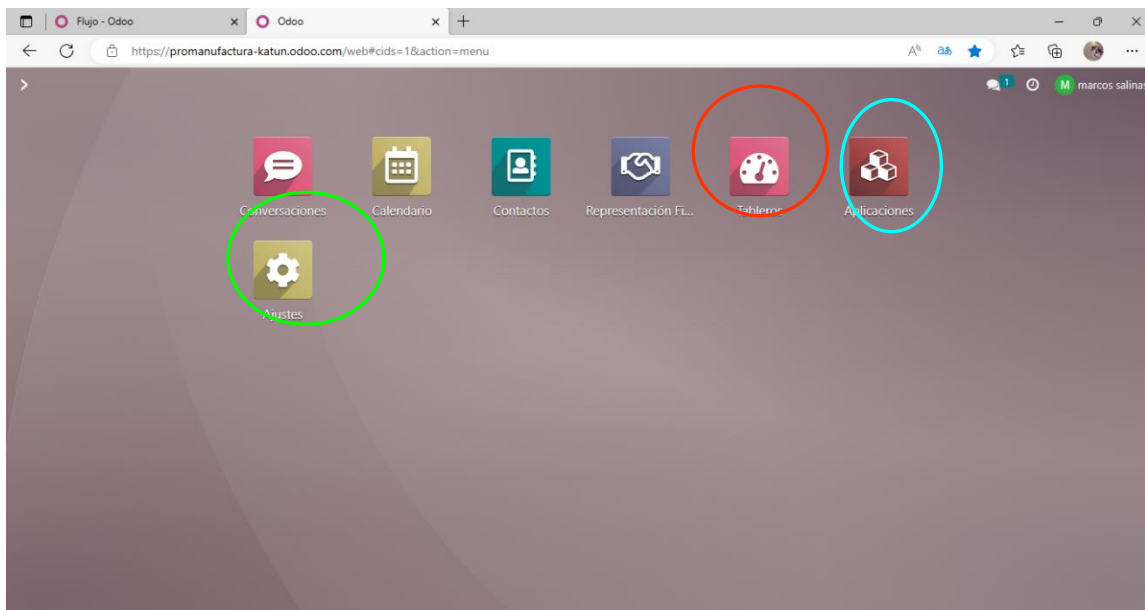 Flujo - Odoo
Odoo
https://promanufactura-katun.odoo.com/web#cids=1&action=menu
1
M marcos salinas
Conversaciones
Calendario
Contactos
Representación Fi...
Tableros
Aplicaciones
Ajustes